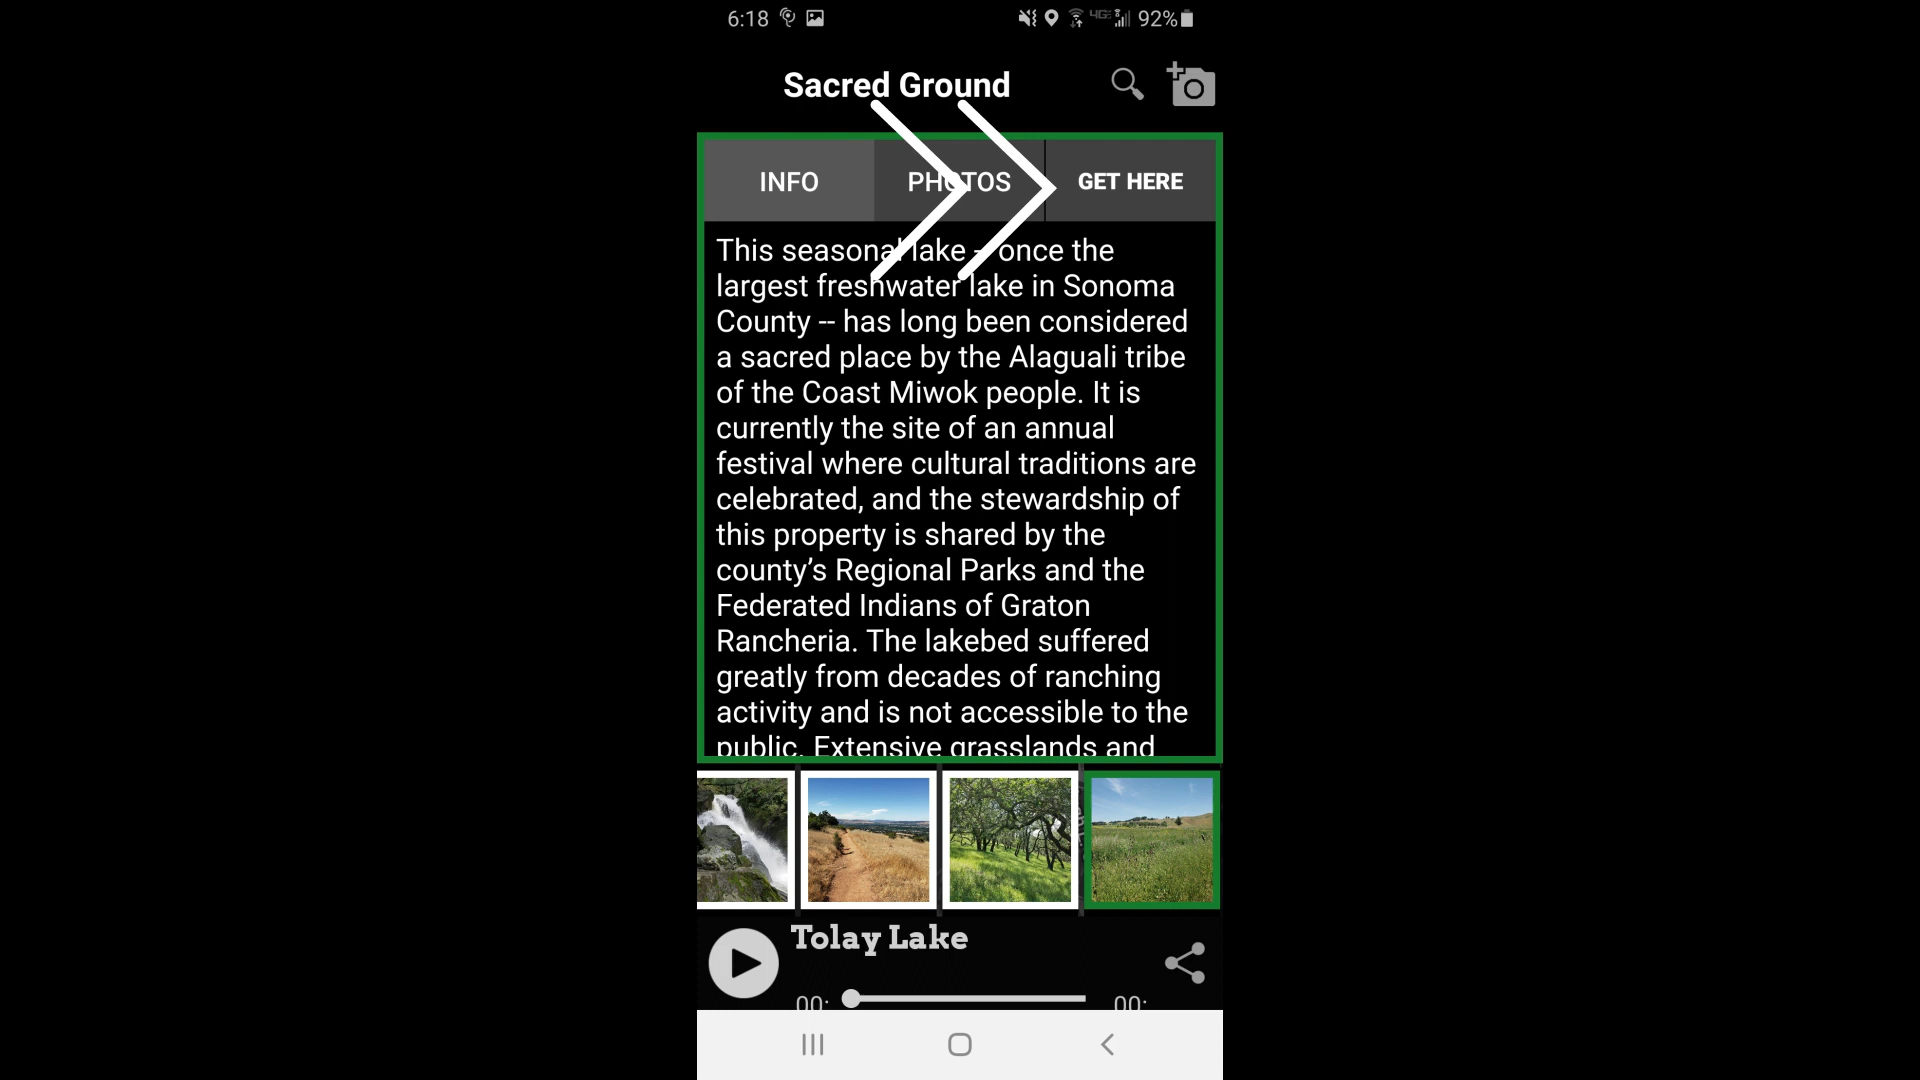 6:18 92%
Sacred Ground
INFO PHOTOS GET HERE
This seasonal lake -- once the
largest freshwater lake in Sonoma
County -- has long been considered
a sacred place by the Alaguali tribe
of the Coast Miwok people. It is
currently the site of an annual
festival where cultural traditions are
celebrated, and the stewardship of
this property is shared by the
county’s Regional Parks and the
Federated Indians of Graton
Rancheria. The lakebed suffered
greatly from decades of ranching
activity and is not accessible to the
public. Extensive grasslands and
Tolay Lake
00: 00: